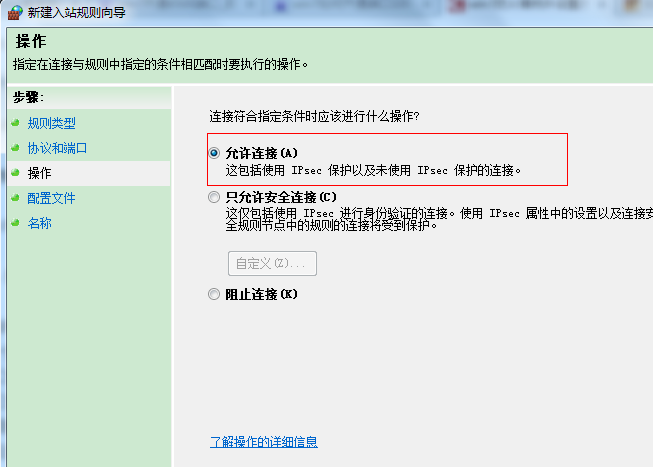 新建入站规则向导
操作
指定在连接与规则中指定的条件相匹配时要执行的操作。
步骤:
规则类型
协议和端口
操作
配置文件
名称
连接符合指定条件时应该进行什么操作?
允许连接(A)
这包括使用 IPsec 保护以及未使用 IPsec 保护的连接。
只允许安全连接(C)
这仅包括使用 IPsec 进行身份验证的连接。使用 IPsec 属性中的设置以及连接安
全规则节点中的规则的连接将受到保护。
自定义(Z)...
阻止连接(K)
了解操作的详细信息